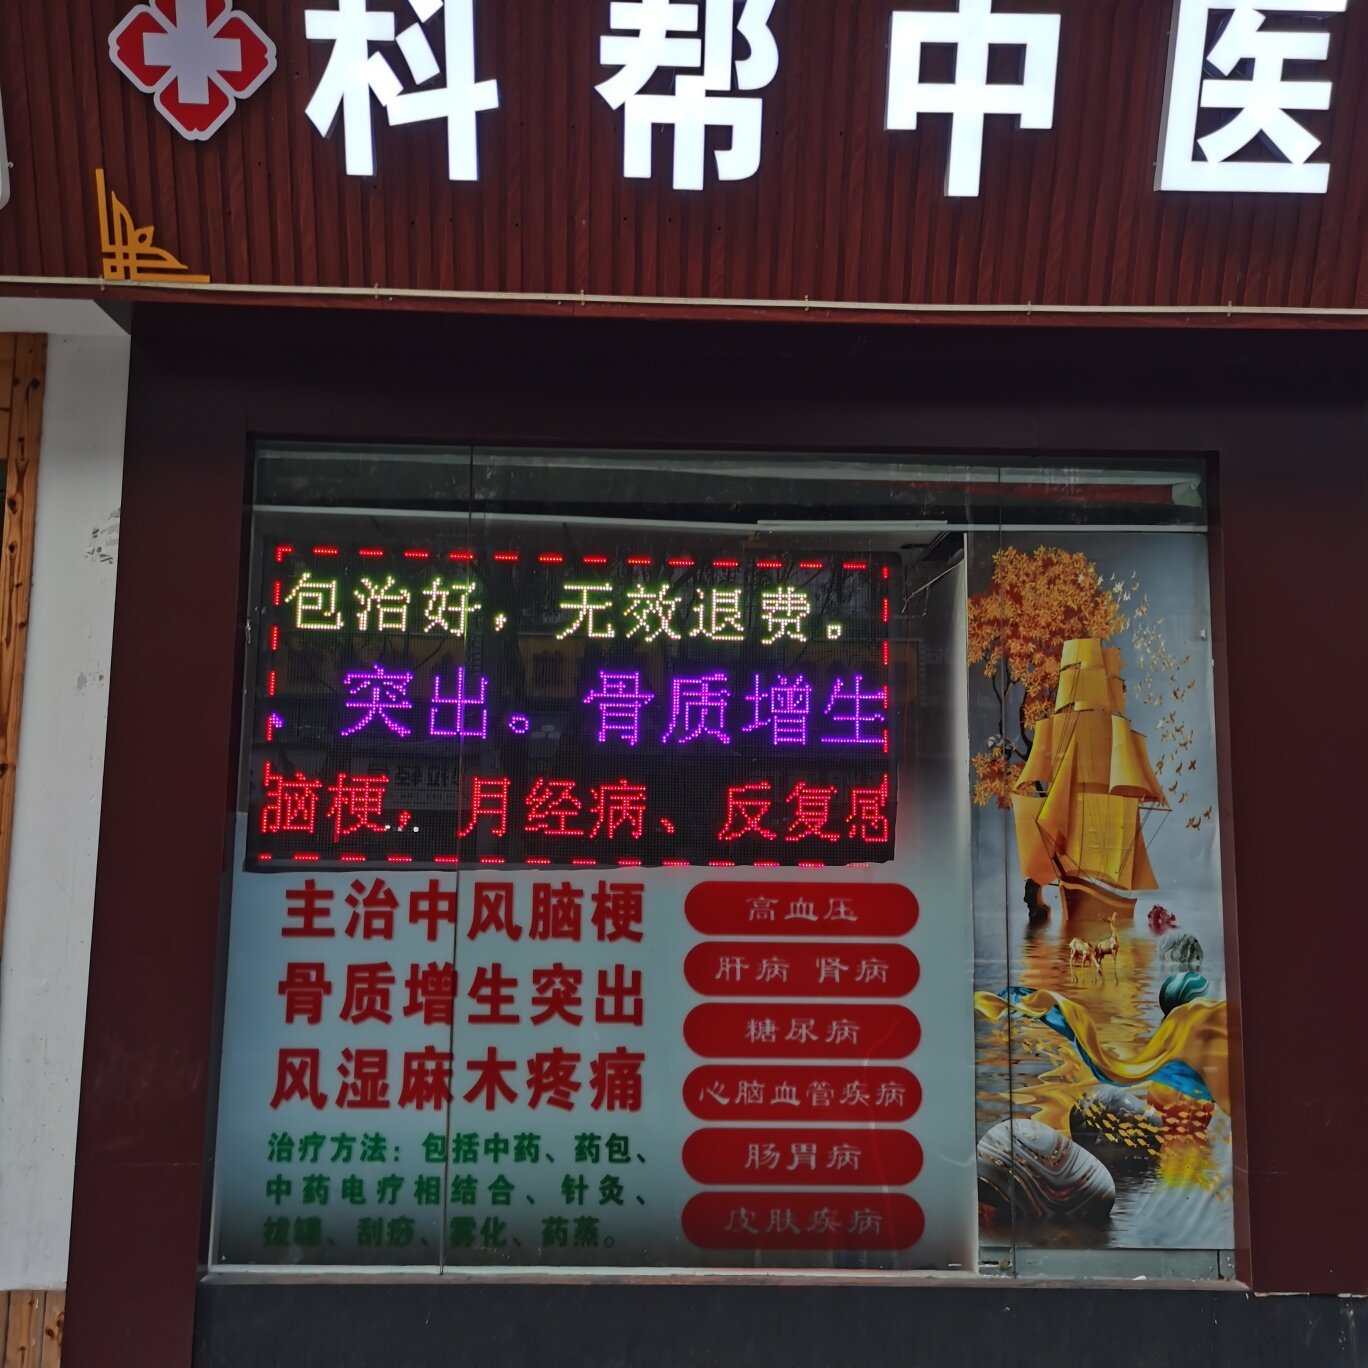 科帮中医
包治好，无效退费。
、突出。骨质增生
脑梗，月经病、反复感
主治中风脑梗
骨质增生突出
风湿麻木疼痛
治疗方法：包括中药、药包、
中药电疗相结合、针灸、
拔罐、刮痧、雾化、药蒸。
高血压
肝病 肾病
糖尿病
心脑血管疾病
肠胃病
皮肤疾病